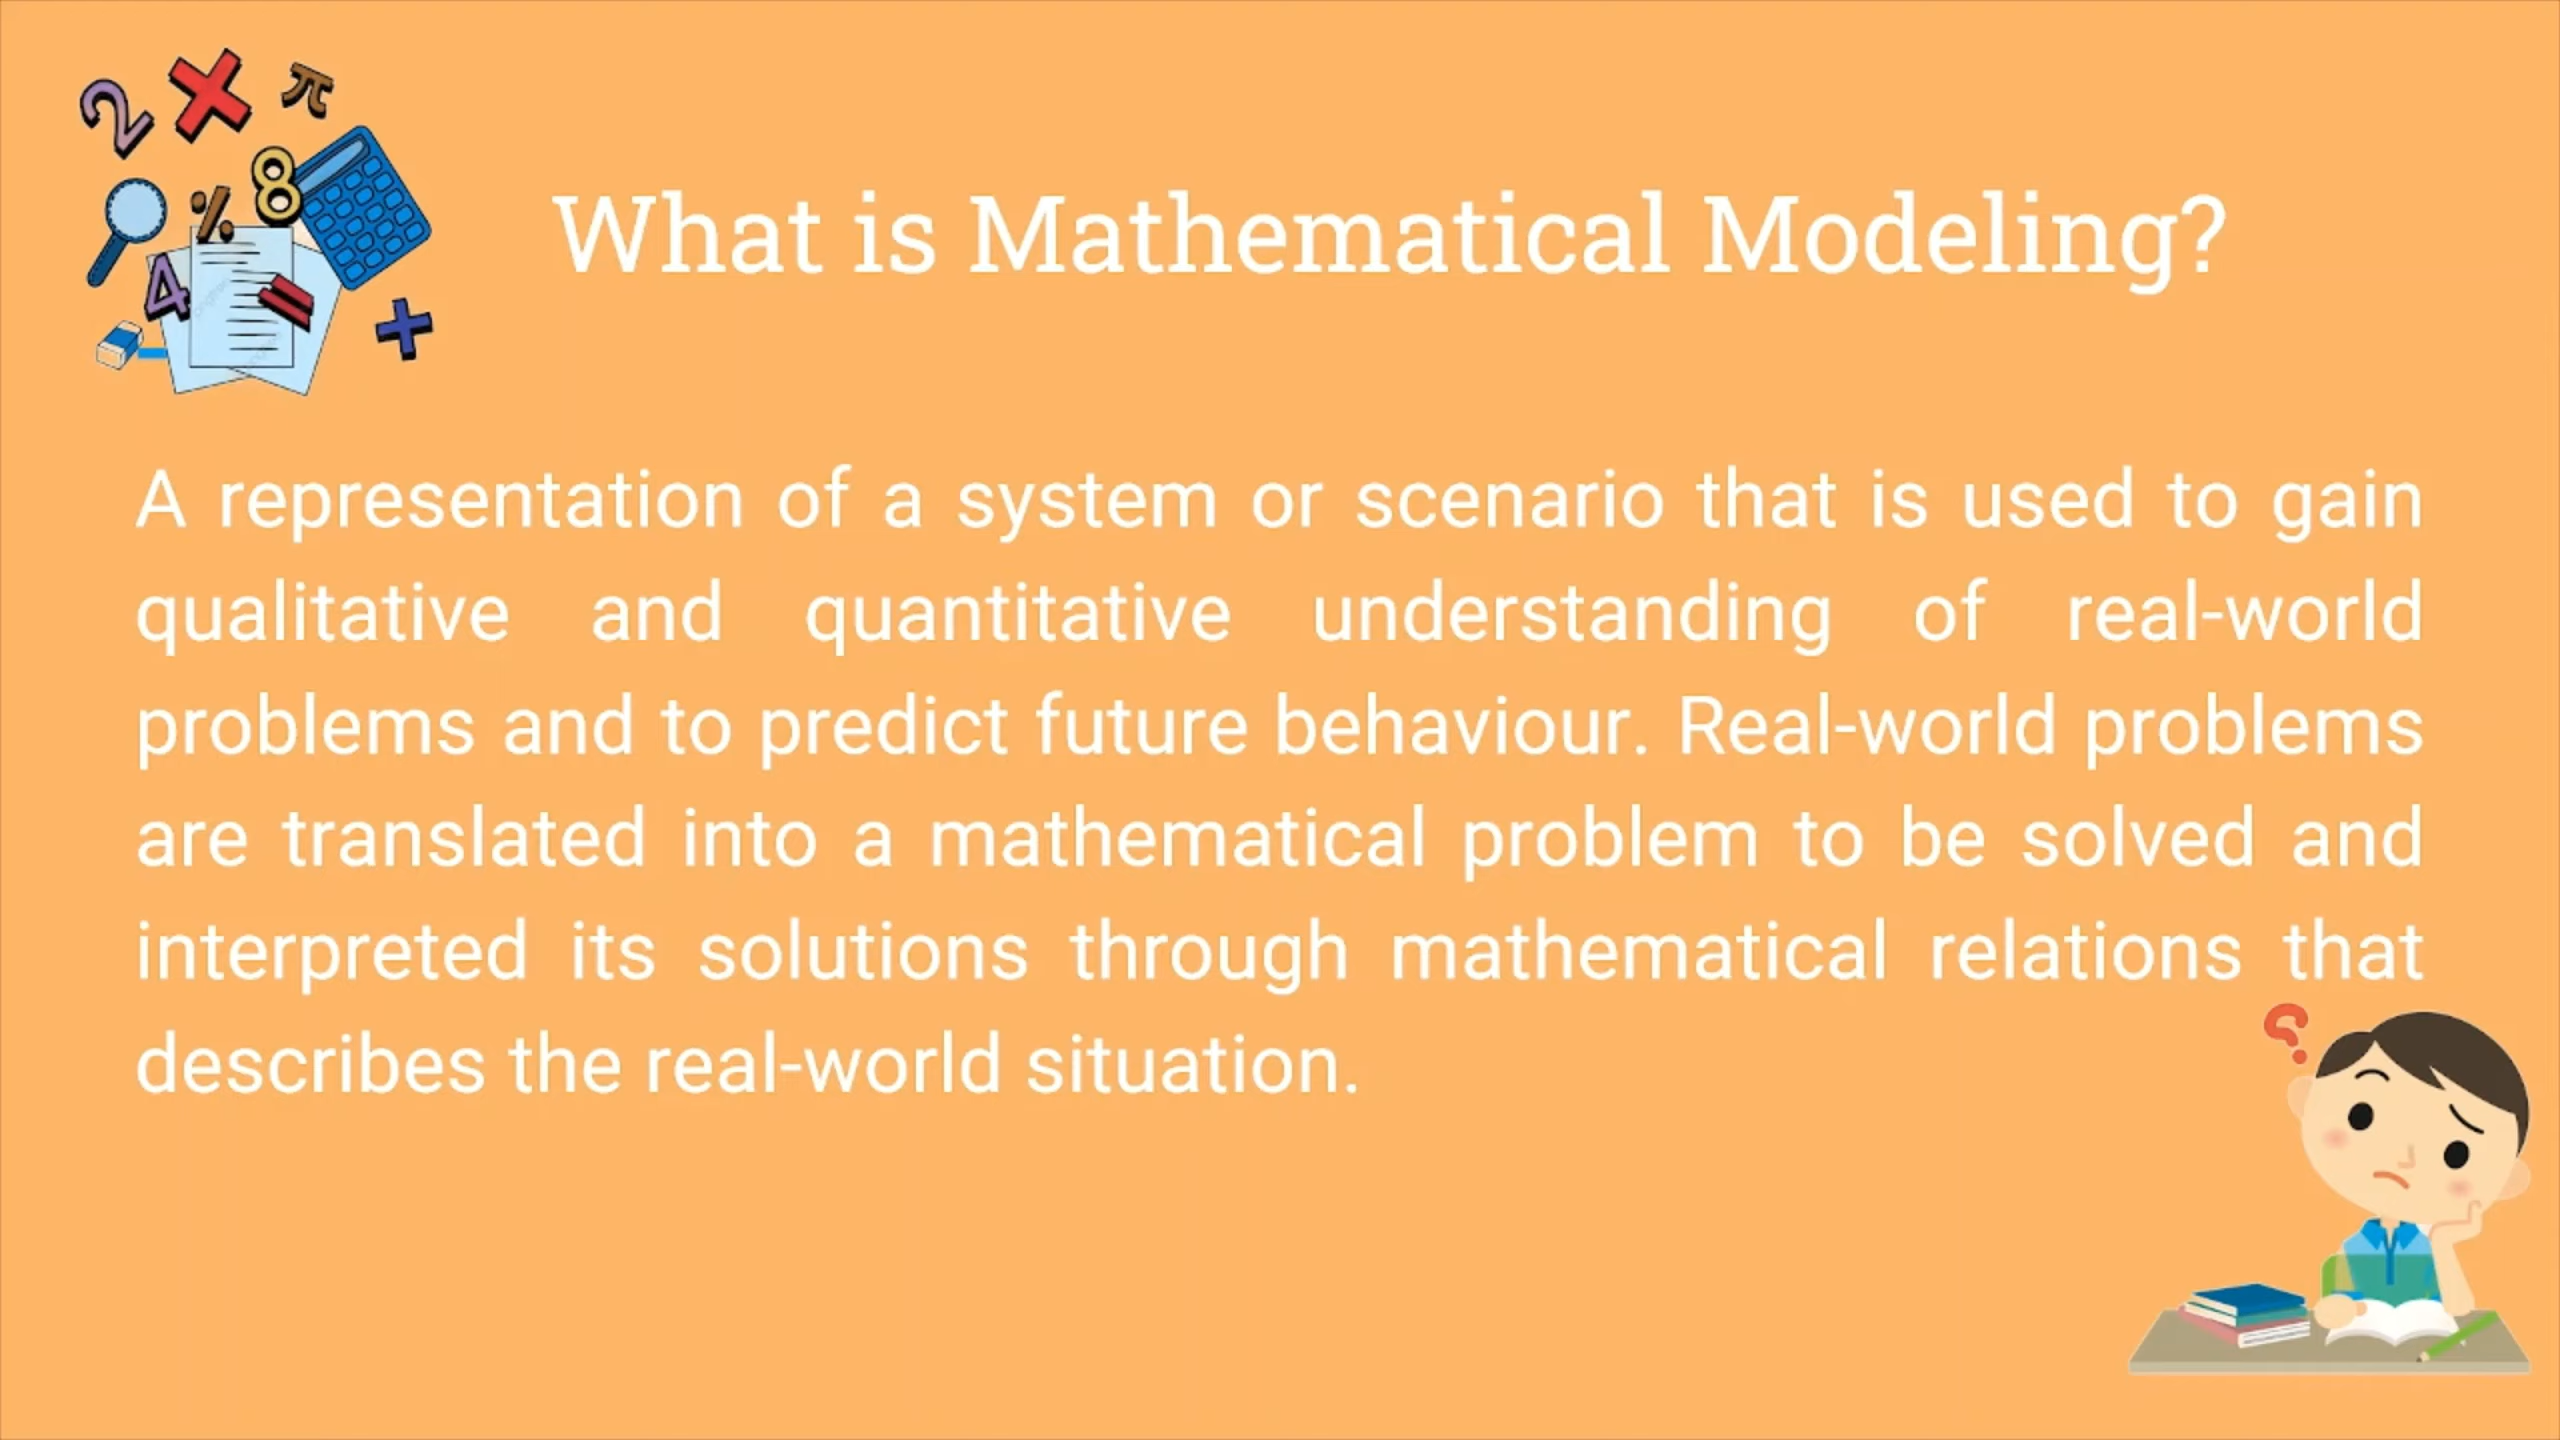 What is Mathematical Modeling?
A representation of a system or scenario that is used to gain
qualitative and quantitative understanding of real-world
problems and to predict future behaviour. Real-world problems
are translated into a mathematical problem to be solved and
interpreted its solutions through mathematical relations that
describes the real-world situation.